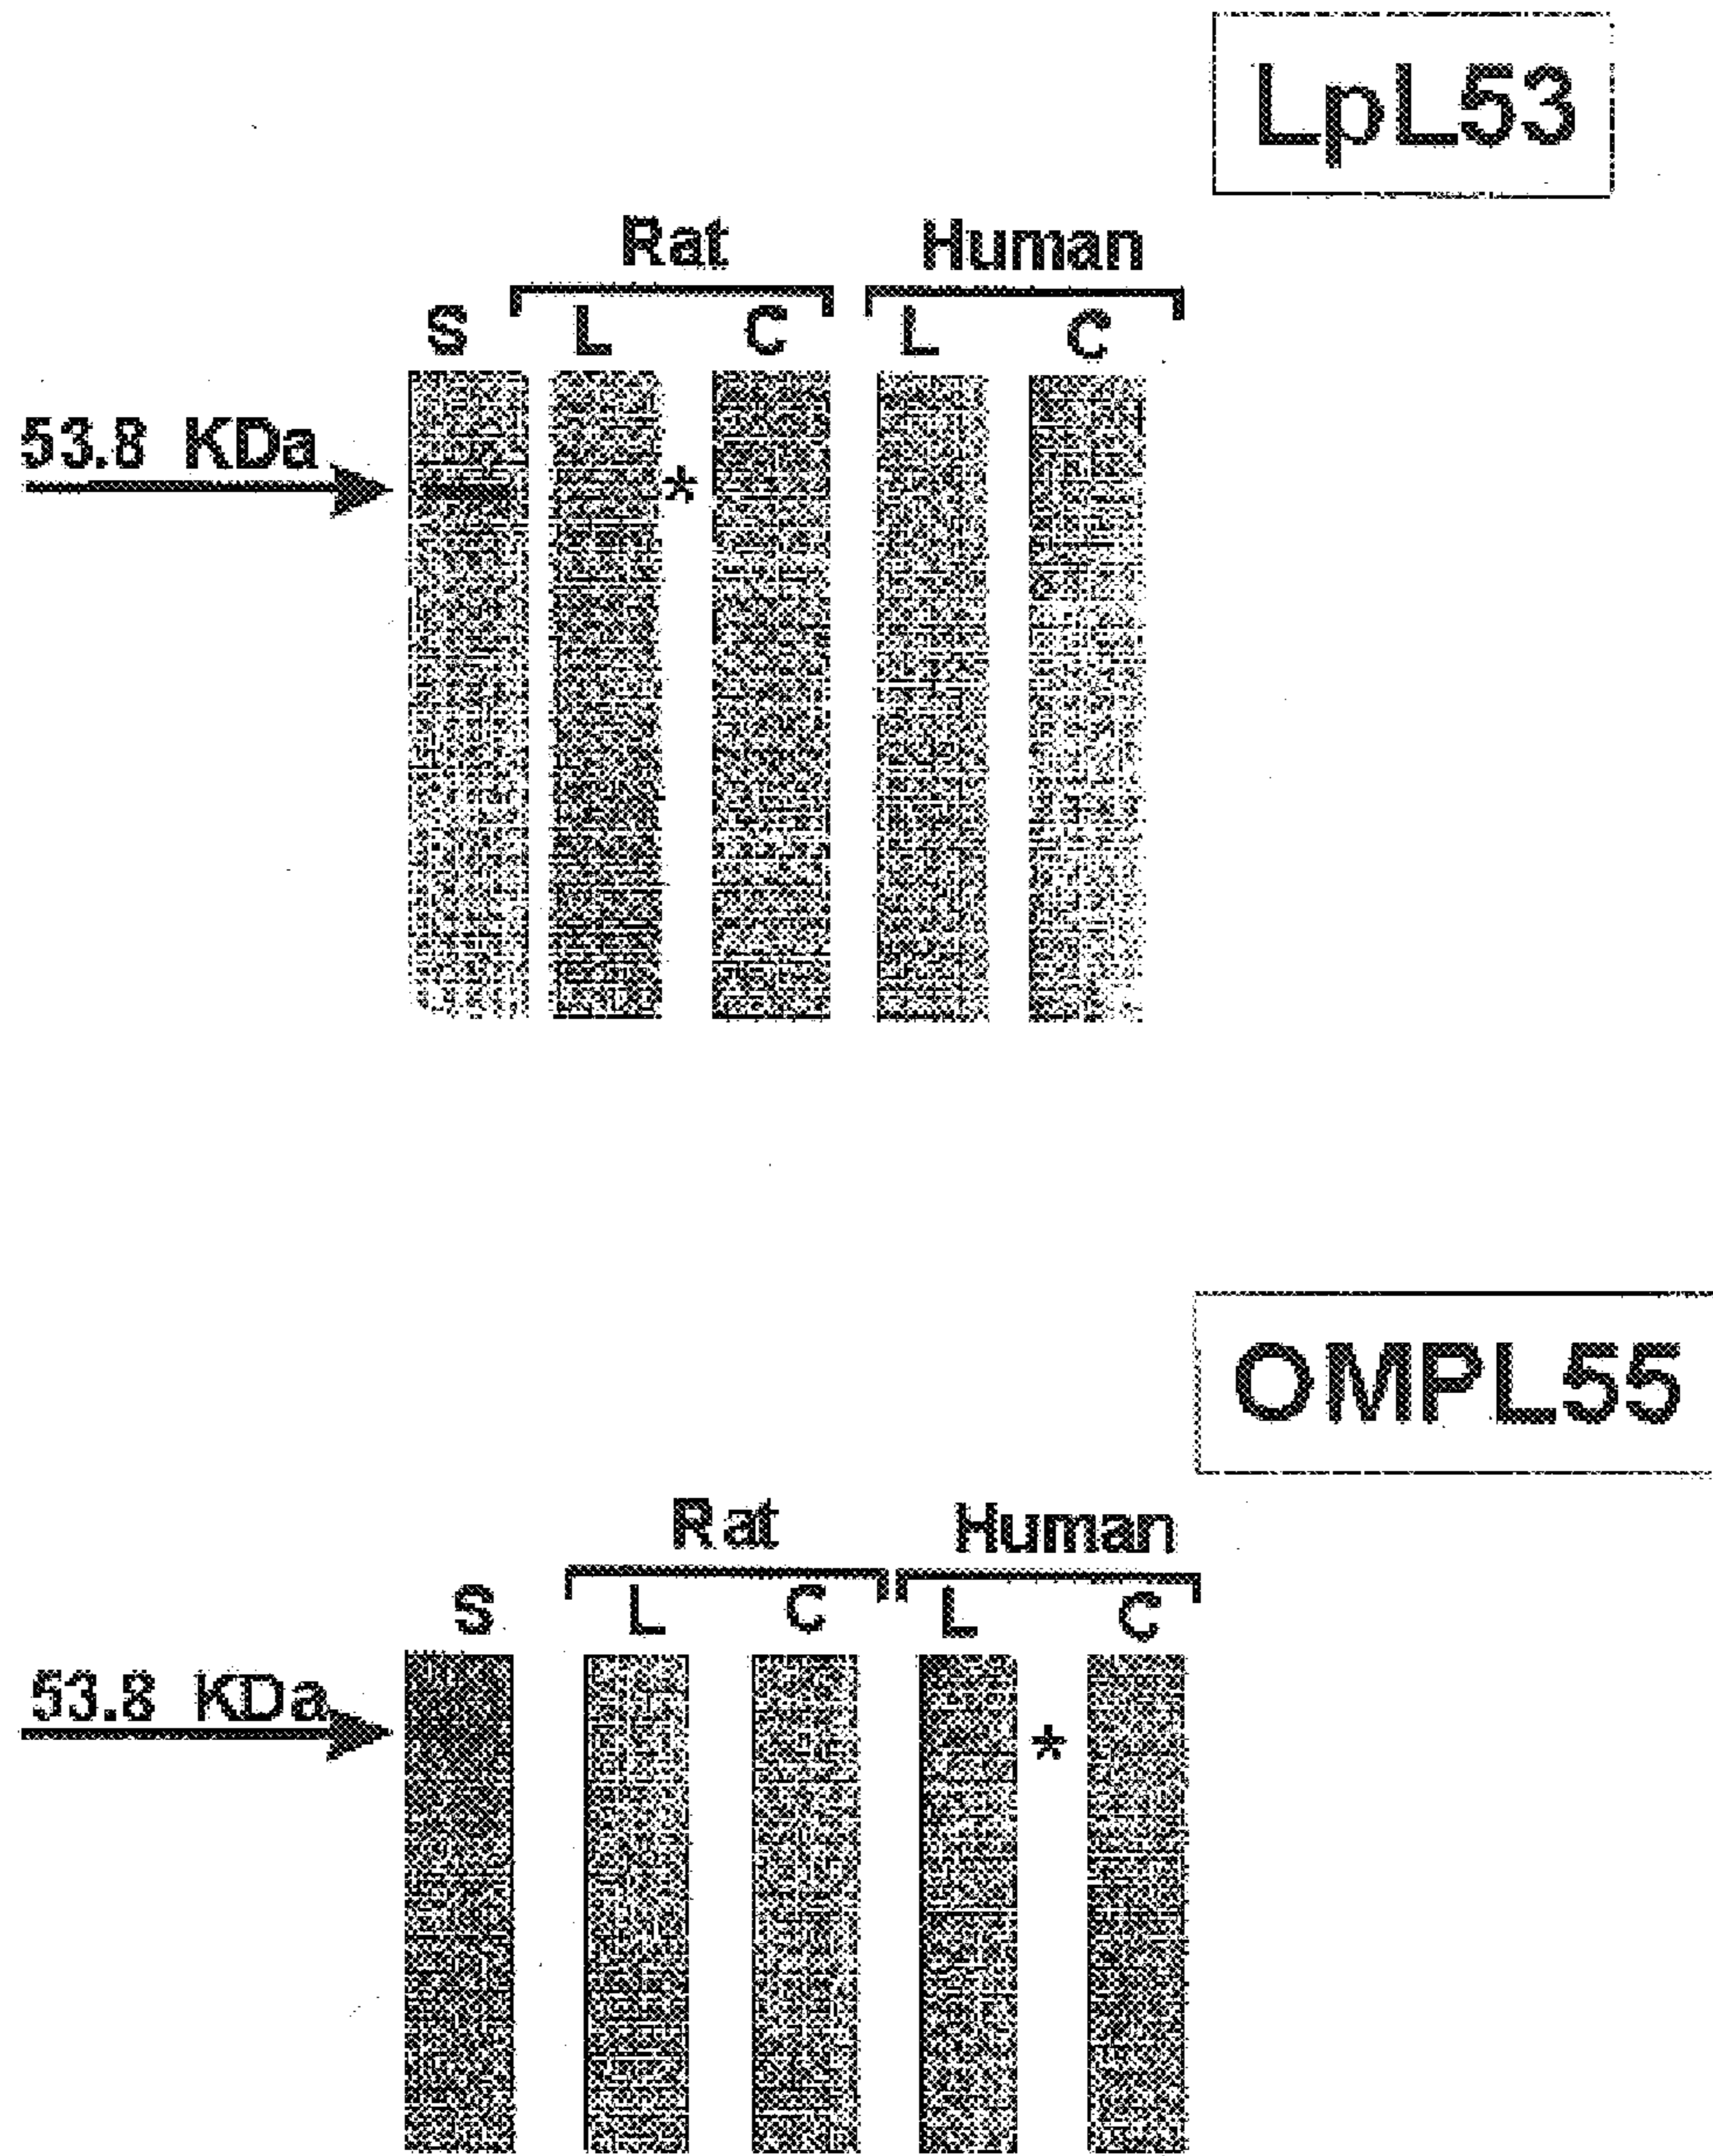 LpL53
Rat Human
S L C L C
53.8 KDa
*
OMPL55
Rat Human
S L C L C
53.8 KDa
*